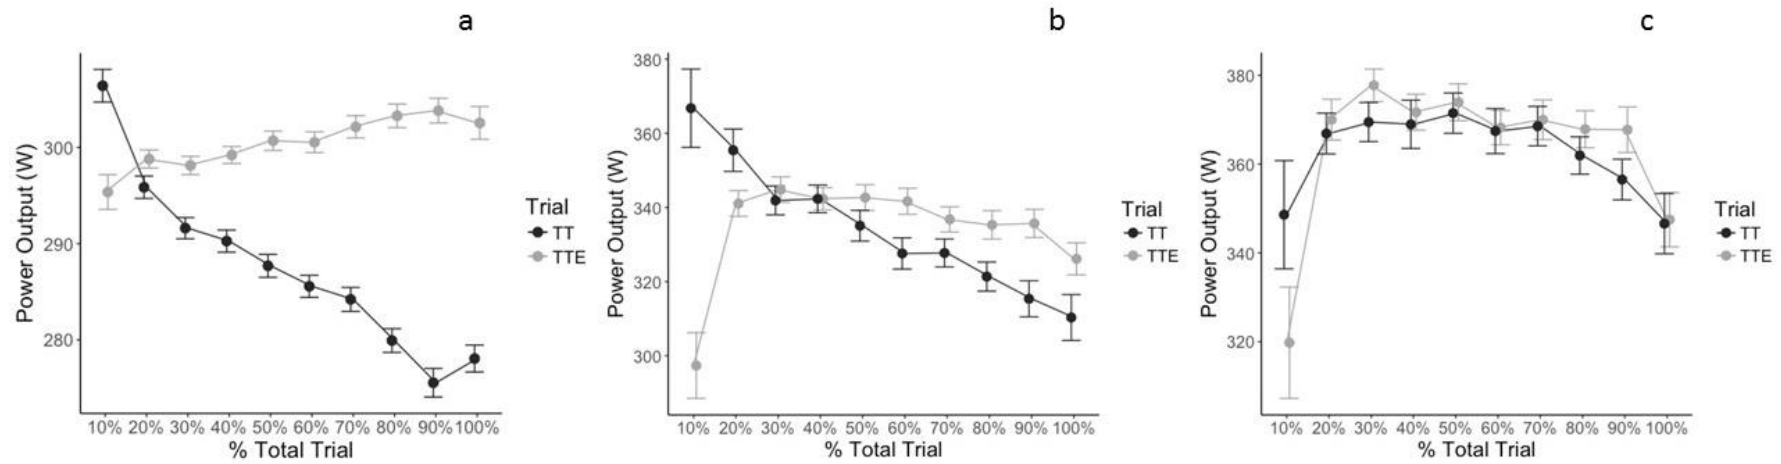 a
300
290
280
Power Output (W)
10% 20% 30% 40% 50% 60% 70% 80% 90% 100%
% Total Trial
Trial
TT
TTE
b
380
360
340
320
300
Power Output (W)
10% 20% 30% 40% 50% 60% 70% 80% 90% 100%
% Total Trial
Trial
TT
TTE
c
380
360
340
320
Power Output (W)
10% 20% 30% 40% 50% 60% 70% 80% 90% 100%
% Total Trial
Trial
TT
TTE